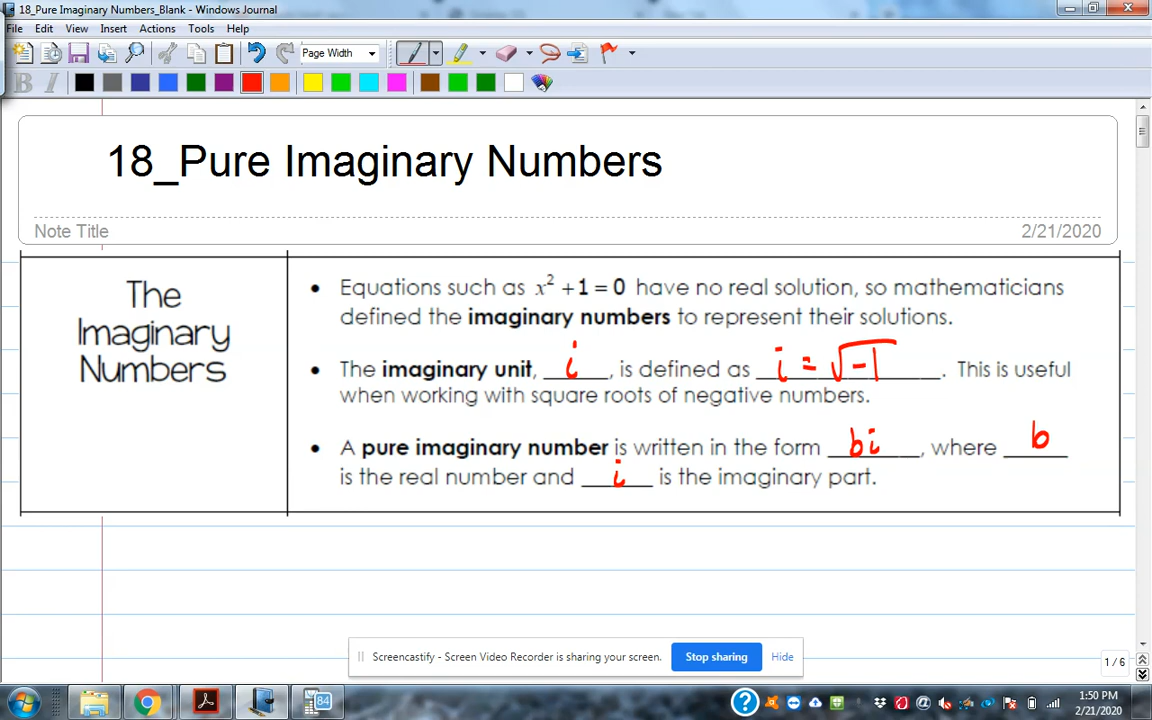 18_Pure Imaginary Numbers_Blank - Windows Journal
File Edit View Insert Actions Tools Help
Page Width
B I
18_Pure Imaginary Numbers
Note Title 2/21/2020
The
Imaginary
Numbers
• Equations such as x² + 1 = 0 have no real solution, so mathematicians
defined the imaginary numbers to represent their solutions.
• The imaginary unit, i, is defined as i = √-1. This is useful
when working with square roots of negative numbers.
• A pure imaginary number is written in the form bi, where b
is the real number and i is the imaginary part.
Screencastify - Screen Video Recorder is sharing your screen. Stop sharing Hide
1 / 6
84
1:50 PM
2/21/2020